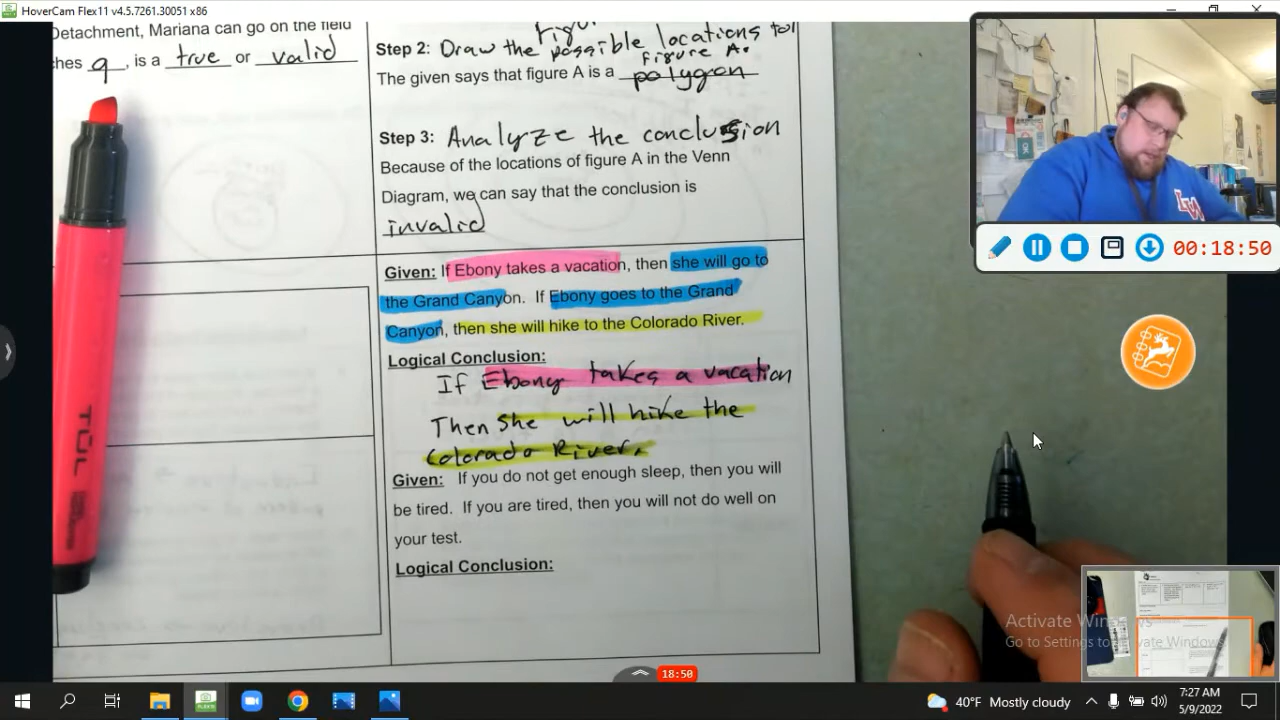 HoverCam Flex11 v4.5.7261.30051 x86
Detachment, Mariana can go on the field
ches q, is a true or valid
Step 2: Draw the possible locations for
figure A.
The given says that figure A is a polygon
Step 3: Analyze the conclusion
Because of the locations of figure A in the Venn
Diagram, we can say that the conclusion is
invalid
Given: If Ebony takes a vacation, then she will go to
the Grand Canyon. If Ebony goes to the Grand
Canyon, then she will hike to the Colorado River.
Logical Conclusion:
If Ebony takes a vacation
Then She will hike the
Colorado River.
Given: If you do not get enough sleep, then you will
be tired. If you are tired, then you will not do well on
your test.
Logical Conclusion:
TUL
LW
00:18:50
Activate Windows
Go to Settings to Activate Windows
18:50
40°F Mostly cloudy
7:27 AM
5/9/2022